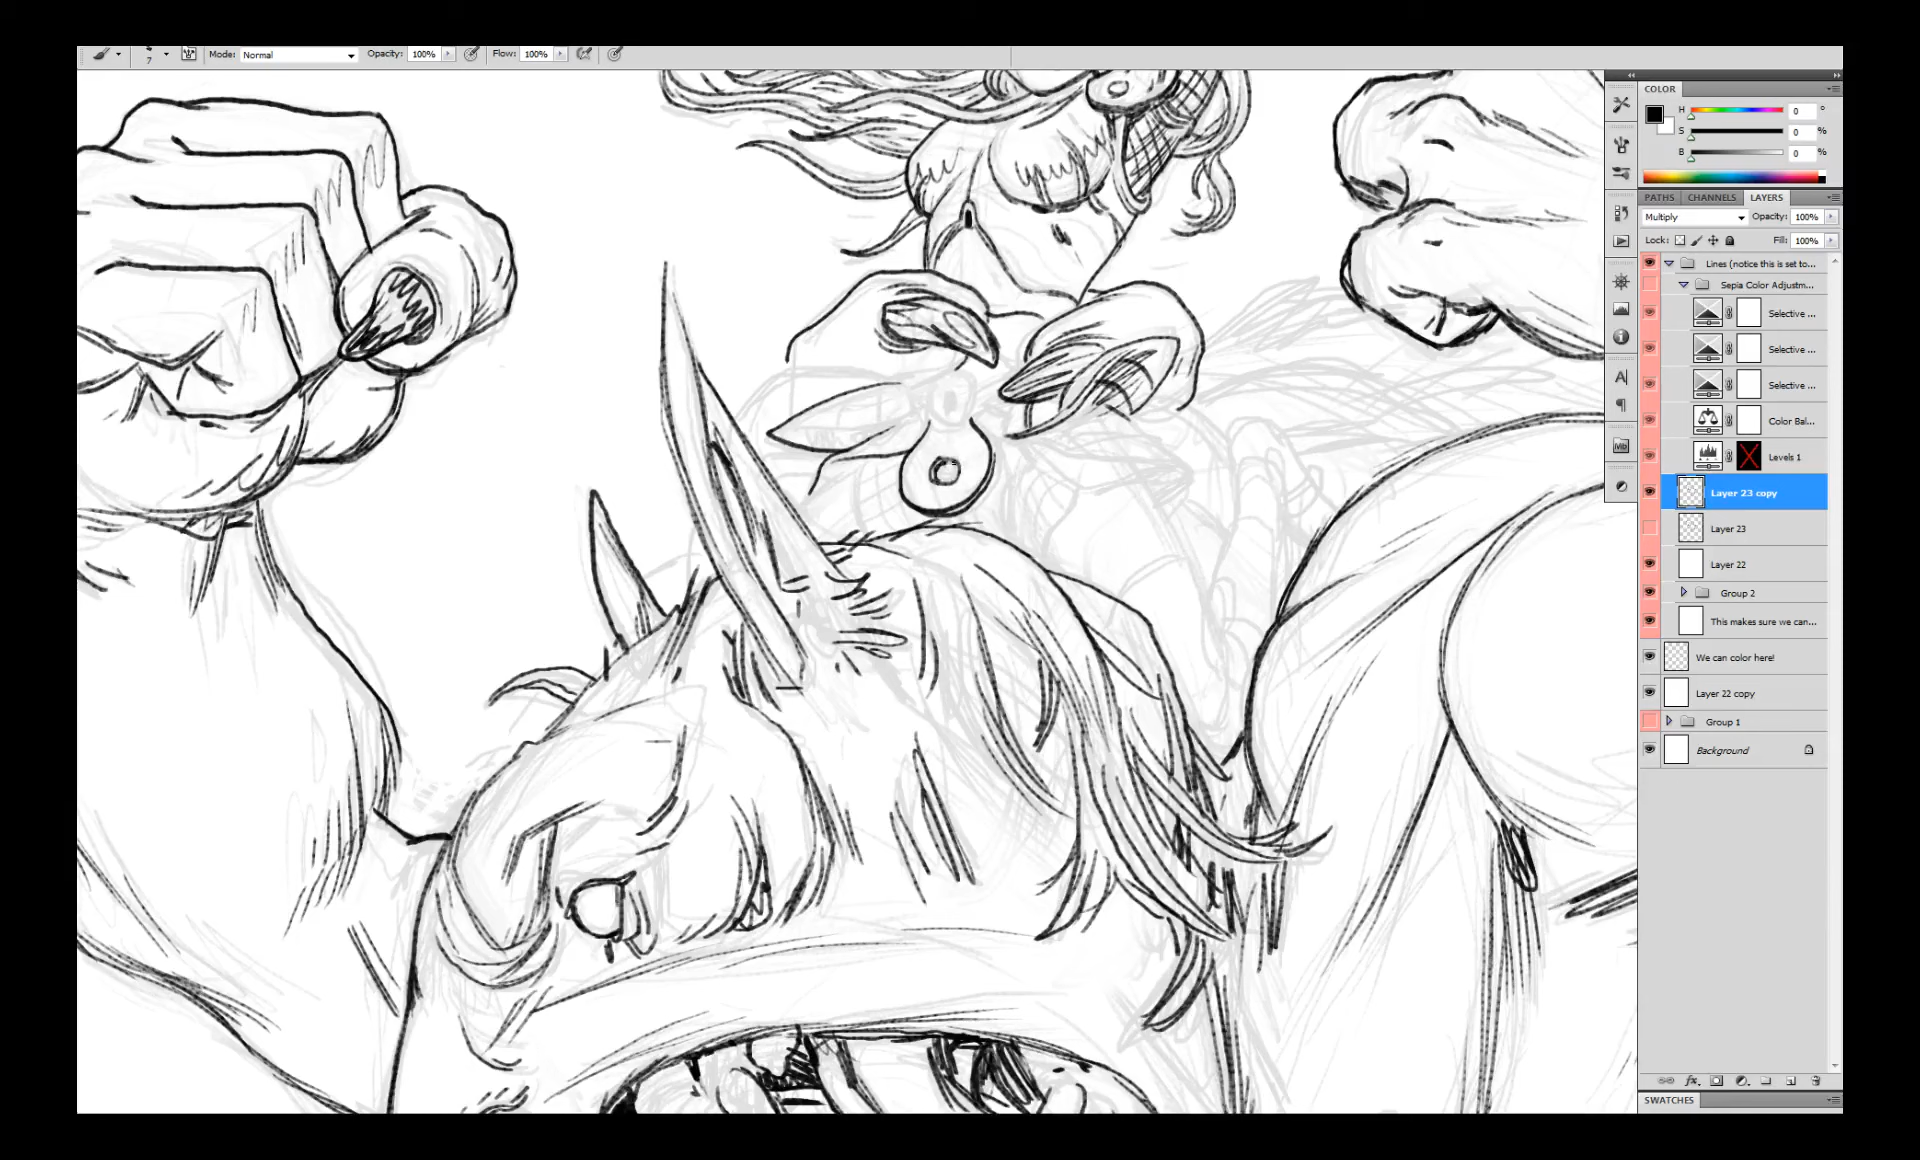 7 Mode: Normal Opacity: 100% Flow: 100%
COLOR
H 0 °
S 0 %
B 0 %
PATHS CHANNELS LAYERS
Multiply Opacity: 100%
Lock: Fill: 100%
Lines (notice this is set to...
Sepia Color Adjustm...
Selective ...
Selective ...
Selective ...
Color Bal...
Levels 1
Layer 23 copy
Layer 23
Layer 22
Group 2
This makes sure we can...
We can color here!
Layer 22 copy
Group 1
Background
SWATCHES